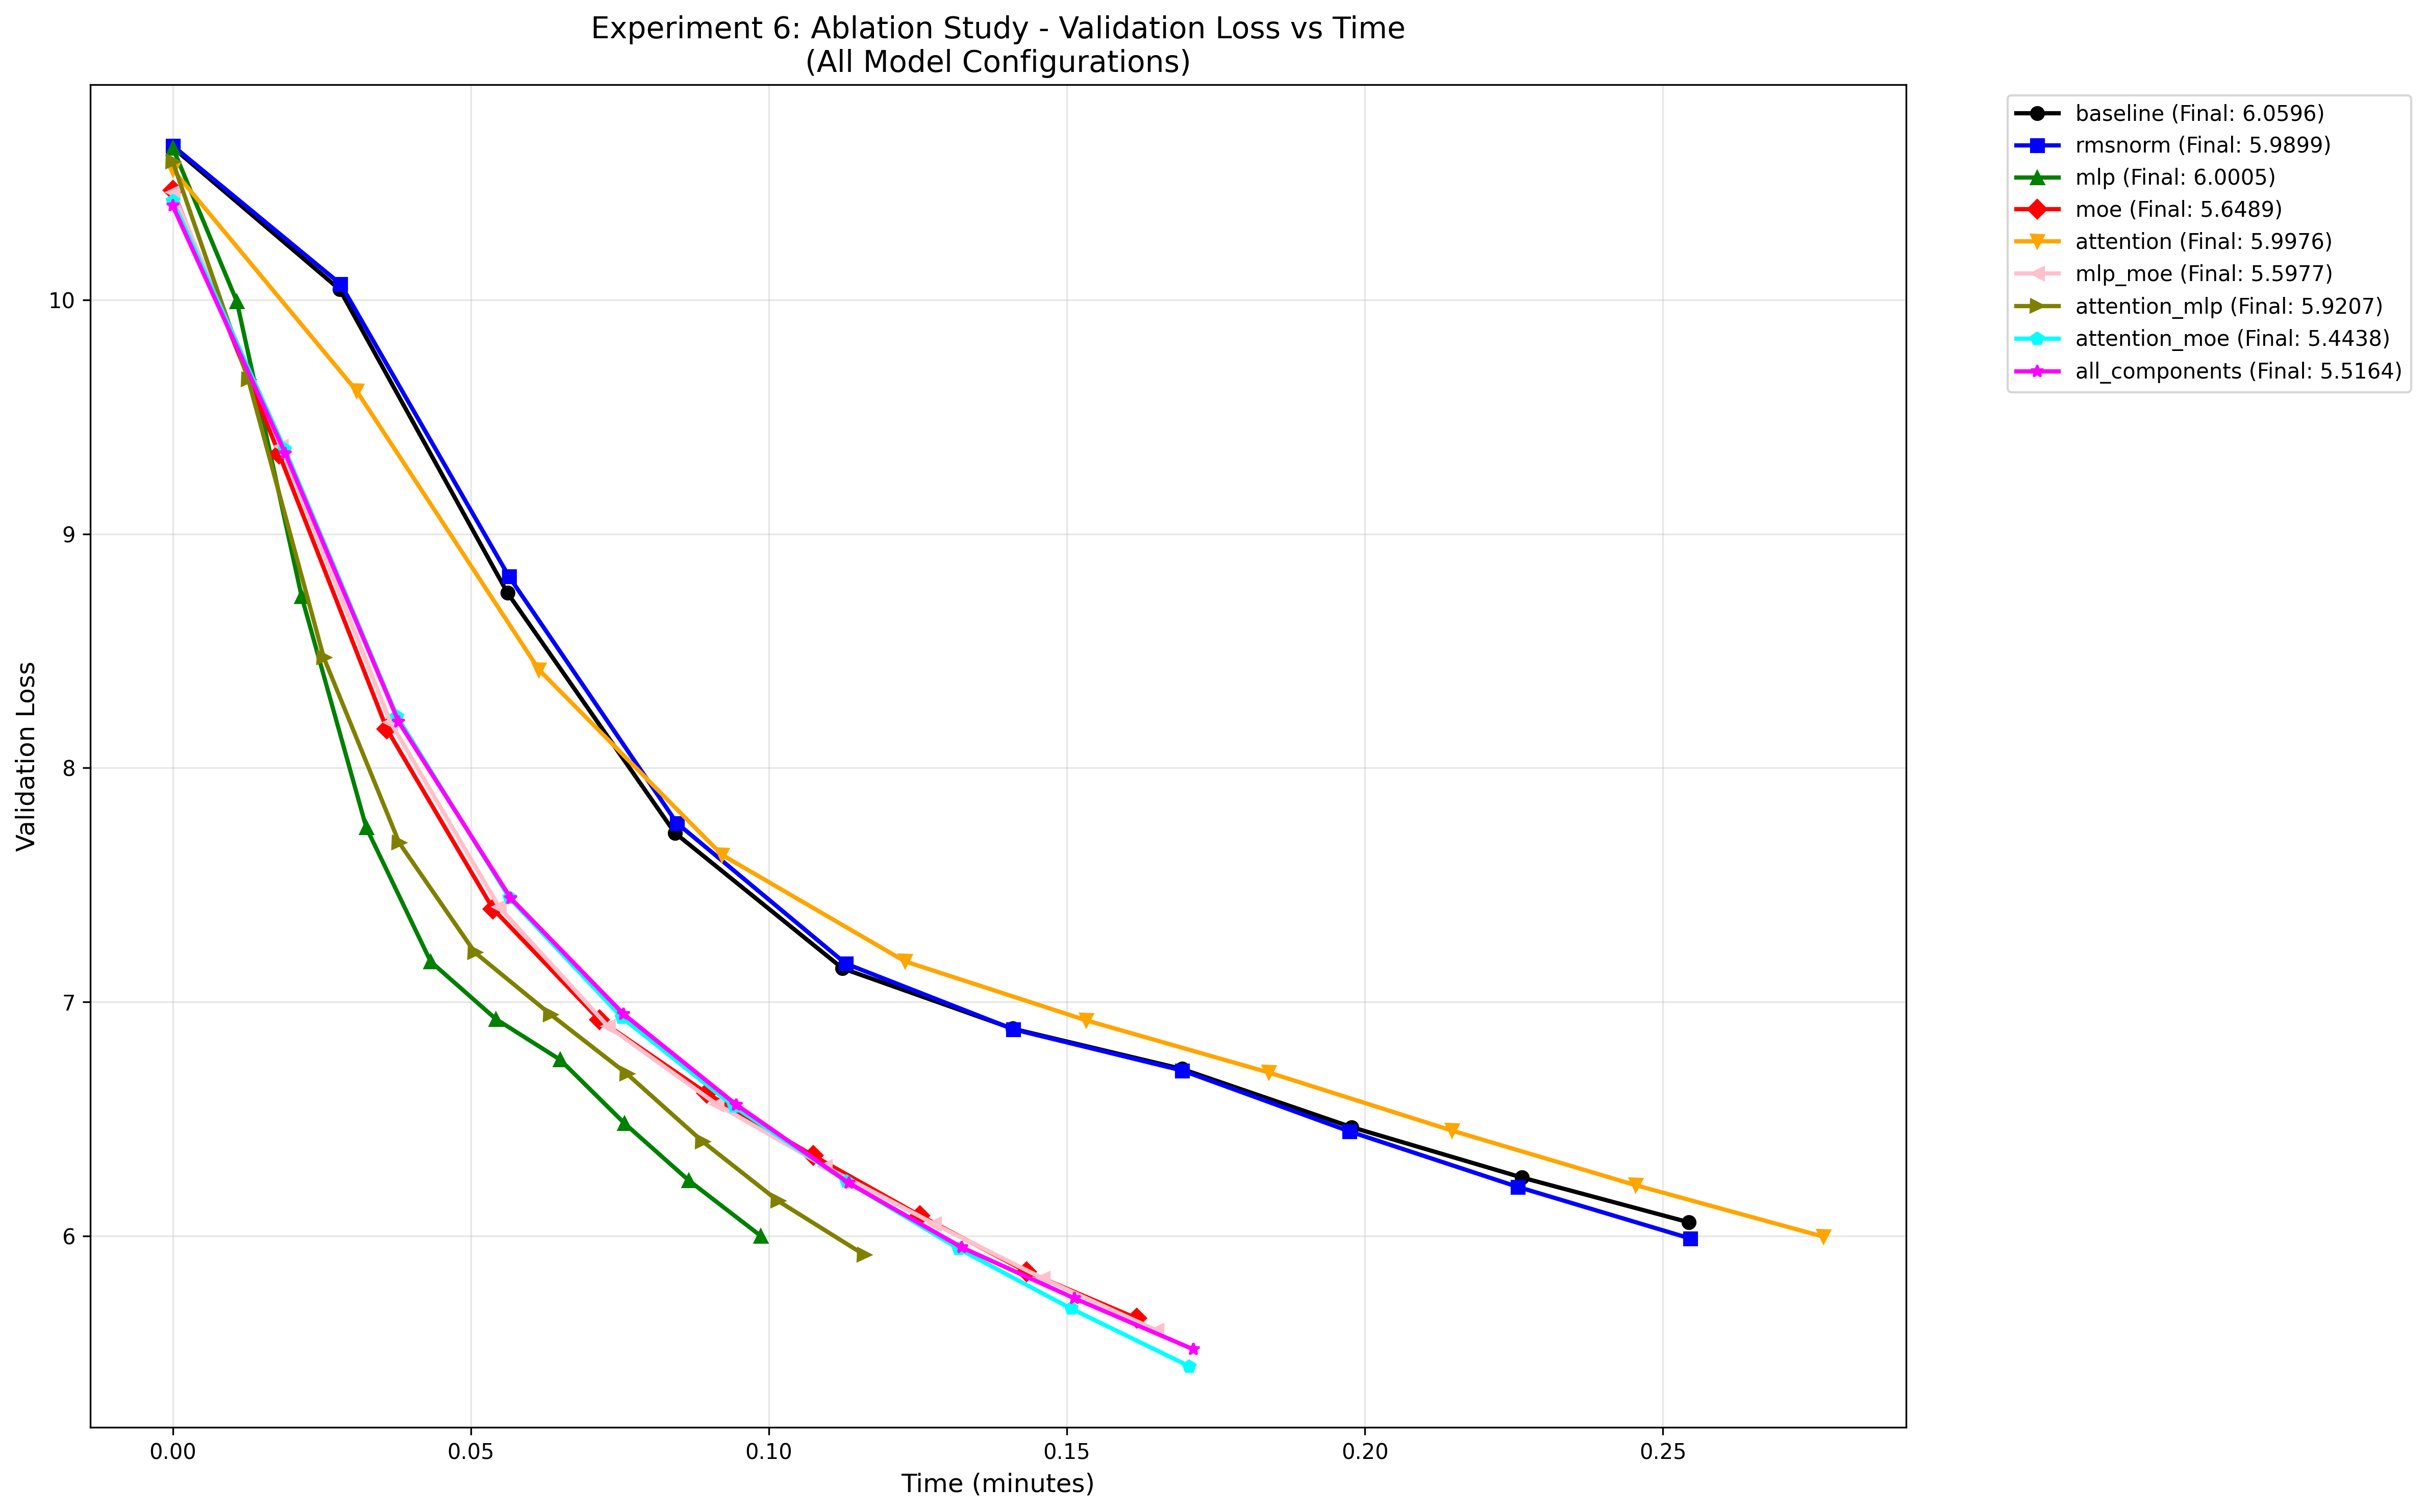 Experiment 6: Ablation Study - Validation Loss vs Time
(All Model Configurations)
baseline (Final: 6.0596)
rmsnorm (Final: 5.9899)
mlp (Final: 6.0005)
moe (Final: 5.6489)
attention (Final: 5.9976)
mlp_moe (Final: 5.5977)
attention_mlp (Final: 5.9207)
attention_moe (Final: 5.4438)
all_components (Final: 5.5164)
Validation Loss
10
9
8
7
6
0.00
0.05
0.10
0.15
0.20
0.25
Time (minutes)